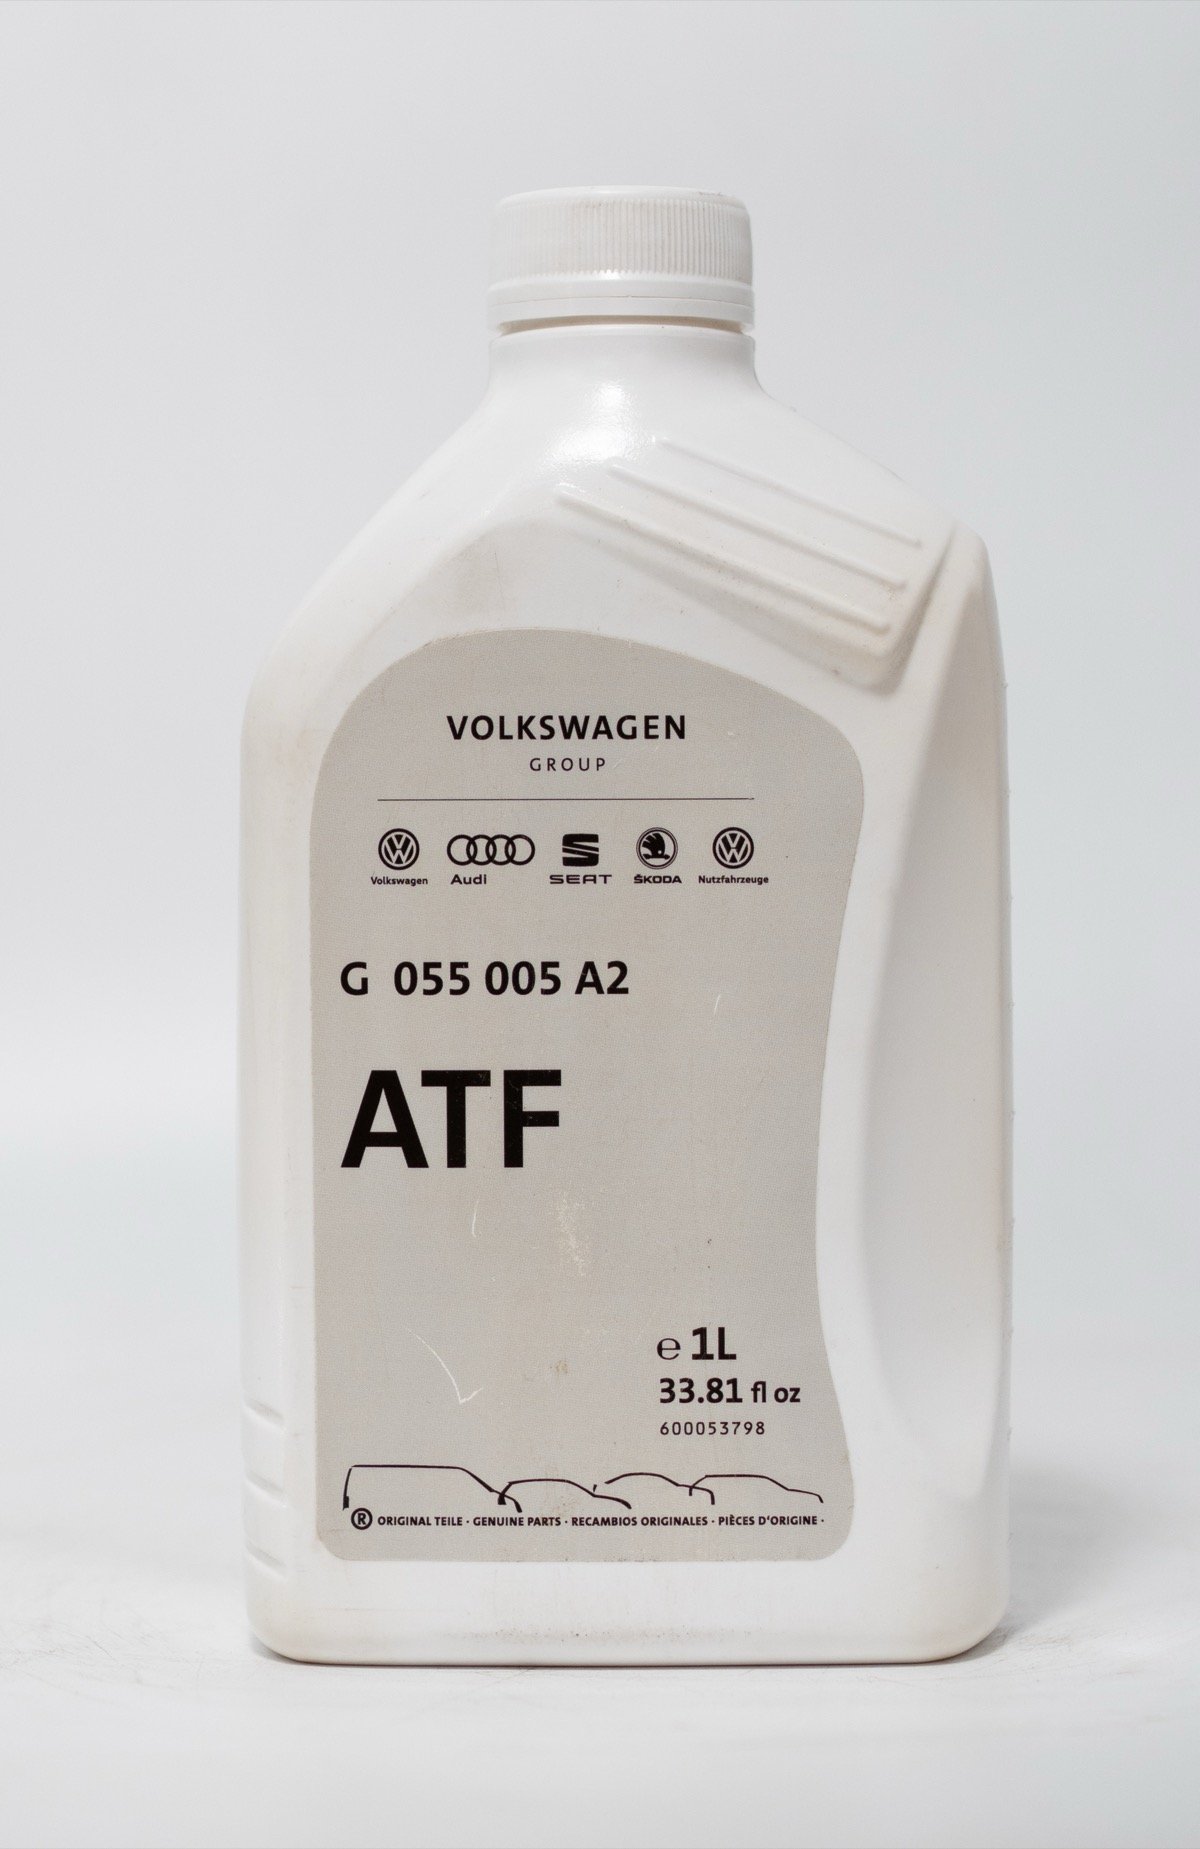 VOLKSWAGEN
GROUP
Volkswagen Audi SEAT ŠKODA Nutzfahrzeuge
G 055 005 A2
ATF
e 1L
33.81 fl oz
600053798
® ORIGINAL TEILE · GENUINE PARTS · RECAMBIOS ORIGINALES · PIÈCES D'ORIGINE ·